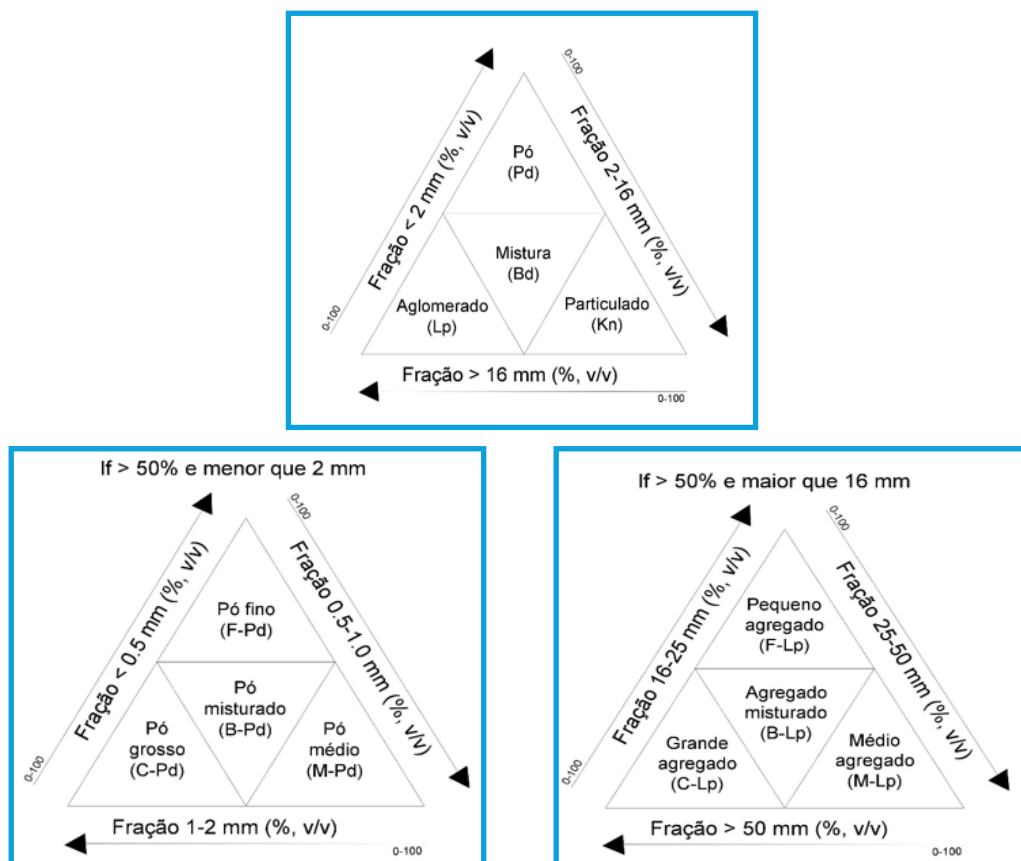 0-100
Fração < 2 mm (%, v/v)
Fração 2-16 mm (%, v/v)
Pó
(Pd)
Mistura
(Bd)
Aglomerado
(Lp)
Particulado
(Kn)
0-100
Fração > 16 mm (%, v/v)
0-100
If > 50% e menor que 2 mm
0-100
Fração < 0.5 mm (%, v/v)
Fração 0.5-1.0 mm (%, v/v)
Pó fino
(F-Pd)
Pó
misturado
(B-Pd)
Pó
grosso
(C-Pd)
Pó
médio
(M-Pd)
0-100
Fração 1-2 mm (%, v/v)
0-100
If > 50% e maior que 16 mm
0-100
Fração 16-25 mm (%, v/v)
Fração 25-50 mm (%, v/v)
Pequeno
agregado
(F-Lp)
Agregado
misturado
(B-Lp)
Grande
agregado
(C-Lp)
Médio
agregado
(M-Lp)
0-100
Fração > 50 mm (%, v/v)
0-100